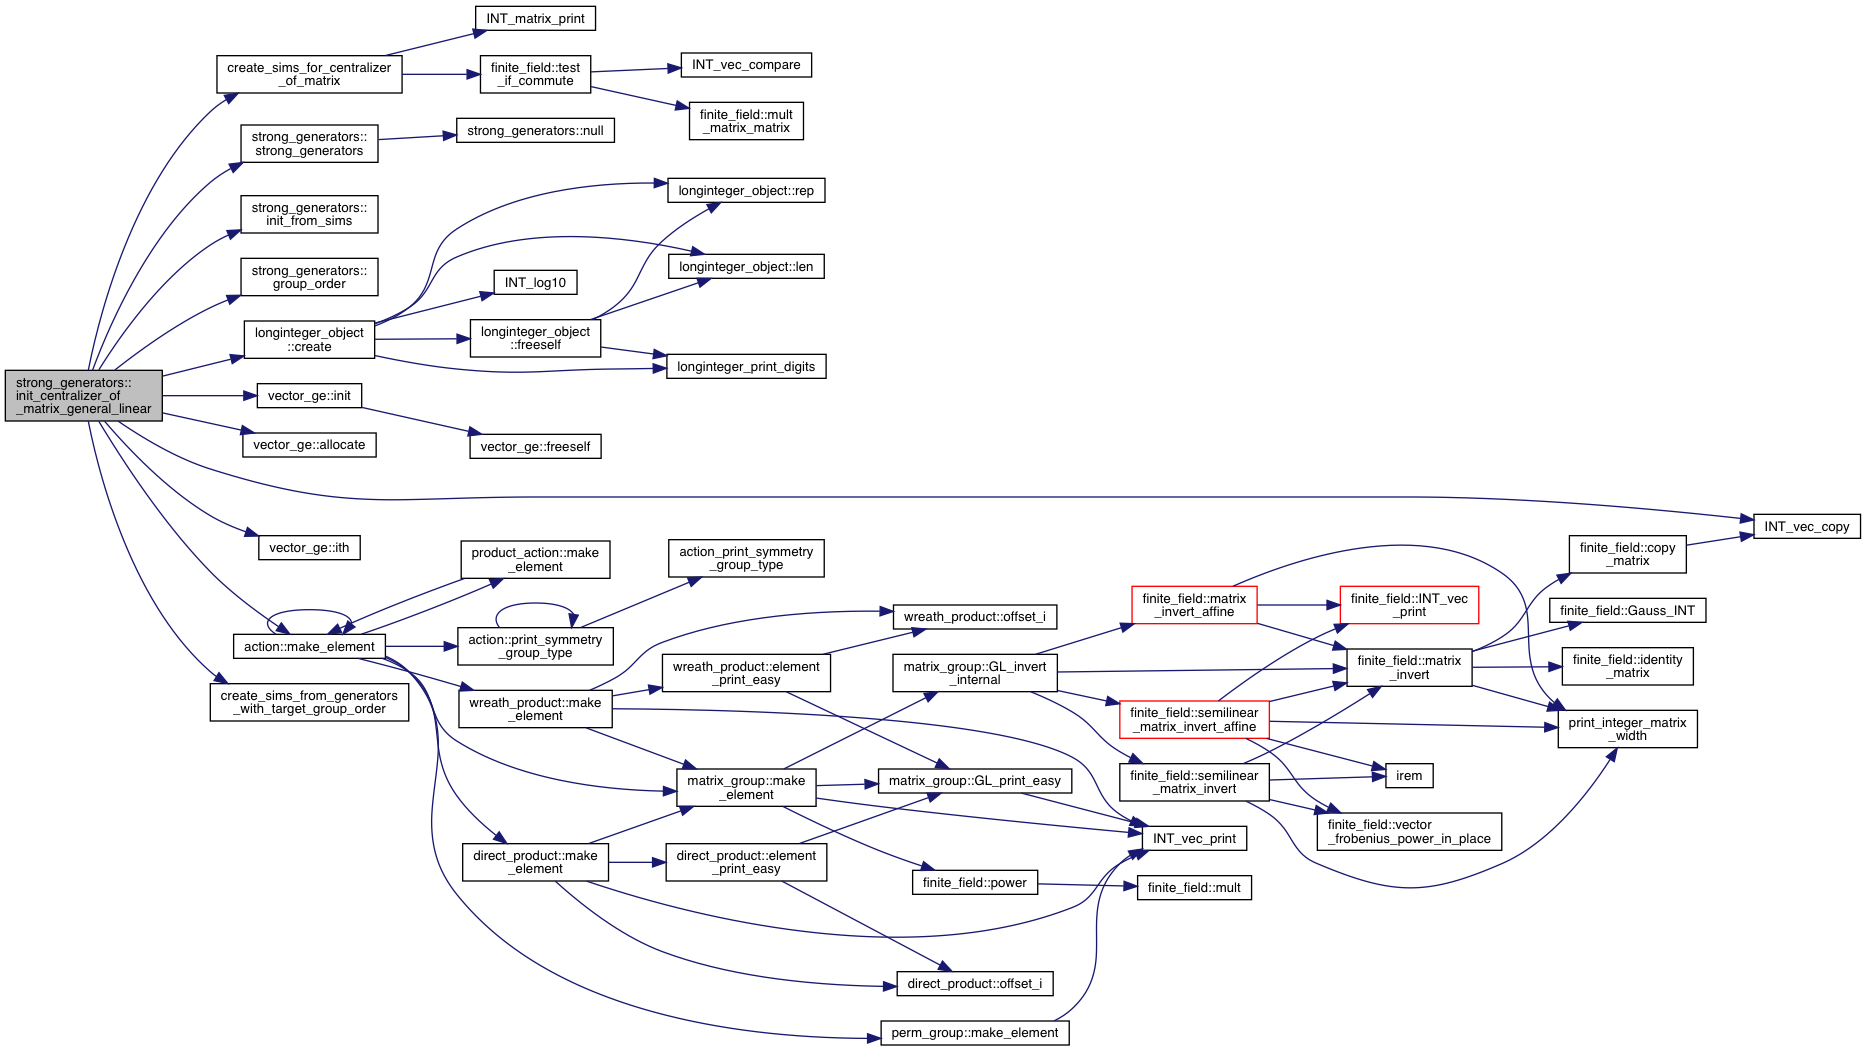 strong_generators::
init_centralizer_of
_matrix_general_linear
create_sims_for_centralizer
_of_matrix
INT_matrix_print
finite_field::test
_if_commute
INT_vec_compare
finite_field::mult
_matrix_matrix
strong_generators::
strong_generators
strong_generators::null
strong_generators::
init_from_sims
strong_generators::
group_order
longinteger_object
::create
longinteger_object::rep
longinteger_object::len
INT_log10
longinteger_object
::freeself
longinteger_print_digits
vector_ge::init
vector_ge::freeself
vector_ge::allocate
INT_vec_copy
vector_ge::ith
action::make_element
product_action::make
_element
action::print_symmetry
_group_type
action_print_symmetry
_group_type
create_sims_from_generators
_with_target_group_order
wreath_product::make
_element
wreath_product::offset_i
wreath_product::element
_print_easy
matrix_group::make
_element
matrix_group::GL_invert
_internal
matrix_group::GL_print_easy
finite_field::matrix
_invert_affine
finite_field::INT_vec
_print
finite_field::matrix
_invert
finite_field::copy
_matrix
finite_field::Gauss_INT
finite_field::identity
_matrix
print_integer_matrix
_width
finite_field::semilinear
_matrix_invert_affine
finite_field::semilinear
_matrix_invert
irem
finite_field::vector
_frobenius_power_in_place
INT_vec_print
direct_product::make
_element
direct_product::element
_print_easy
finite_field::power
finite_field::mult
direct_product::offset_i
perm_group::make_element